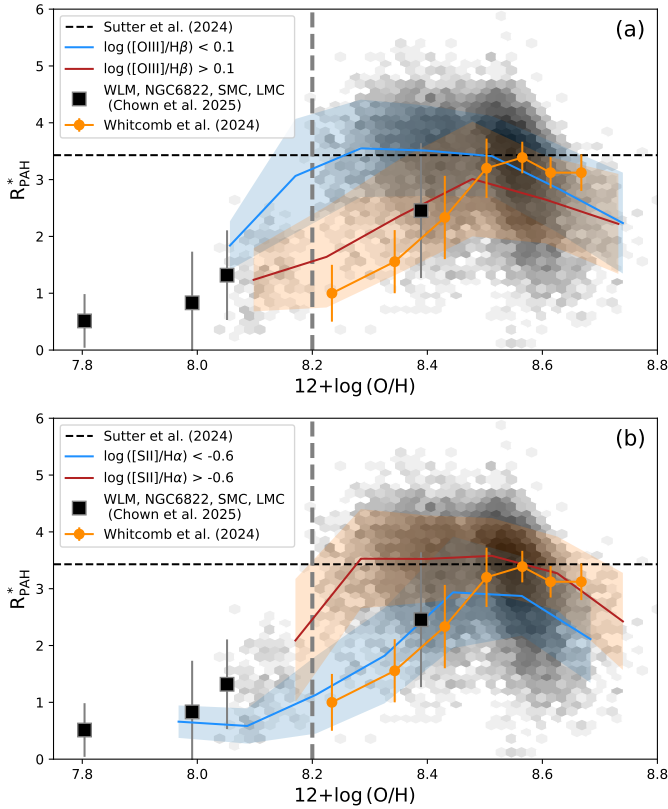 6
5
4
3
2
1
0
R*PAH
Sutter et al. (2024)
log([OIII]/Hβ) < 0.1
log([OIII]/Hβ) > 0.1
WLM, NGC6822, SMC, LMC
(Chown et al. 2025)
Whitcomb et al. (2024)
(a)
7.8 8.0 8.2 8.4 8.6 8.8
12+log(O/H)
6
5
4
3
2
1
0
R*PAH
Sutter et al. (2024)
log([SII]/Hα) < -0.6
log([SII]/Hα) > -0.6
WLM, NGC6822, SMC, LMC
(Chown et al. 2025)
Whitcomb et al. (2024)
(b)
7.8 8.0 8.2 8.4 8.6 8.8
12+log(O/H)